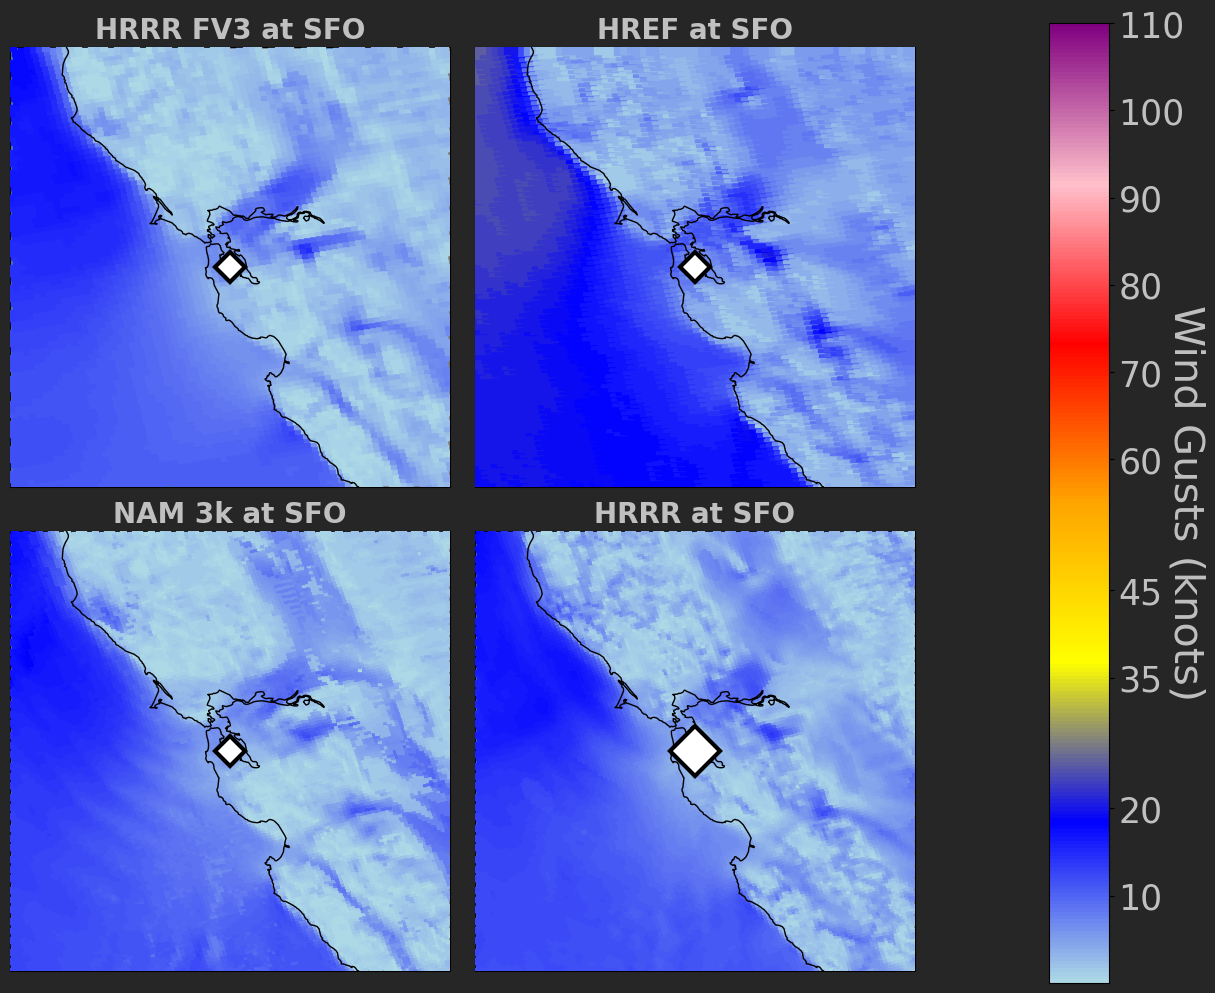 HRRR FV3 at SFO
HREF at SFO
NAM 3k at SFO
HRRR at SFO
110
100
90
80
70
60
45
35
20
10
Wind Gusts (knots)